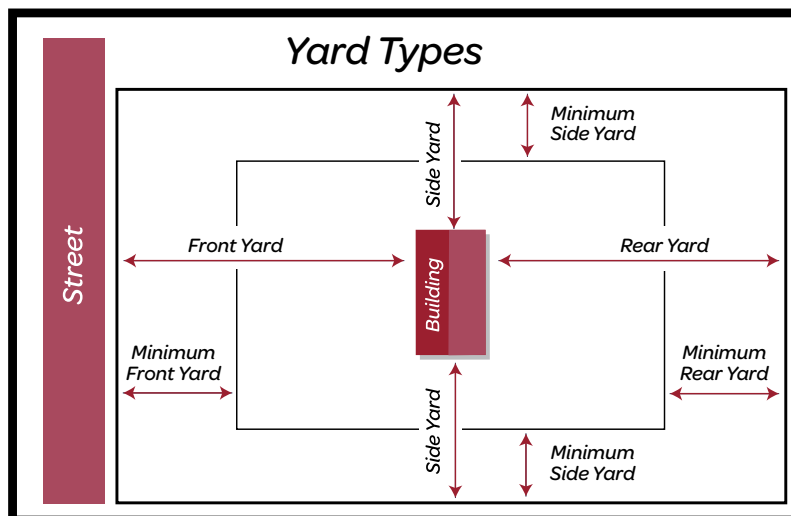 Yard Types
Street
Side Yard
Minimum
Side Yard
Front Yard
Rear Yard
Building
Minimum
Front Yard
Minimum
Rear Yard
Side Yard
Minimum
Side Yard